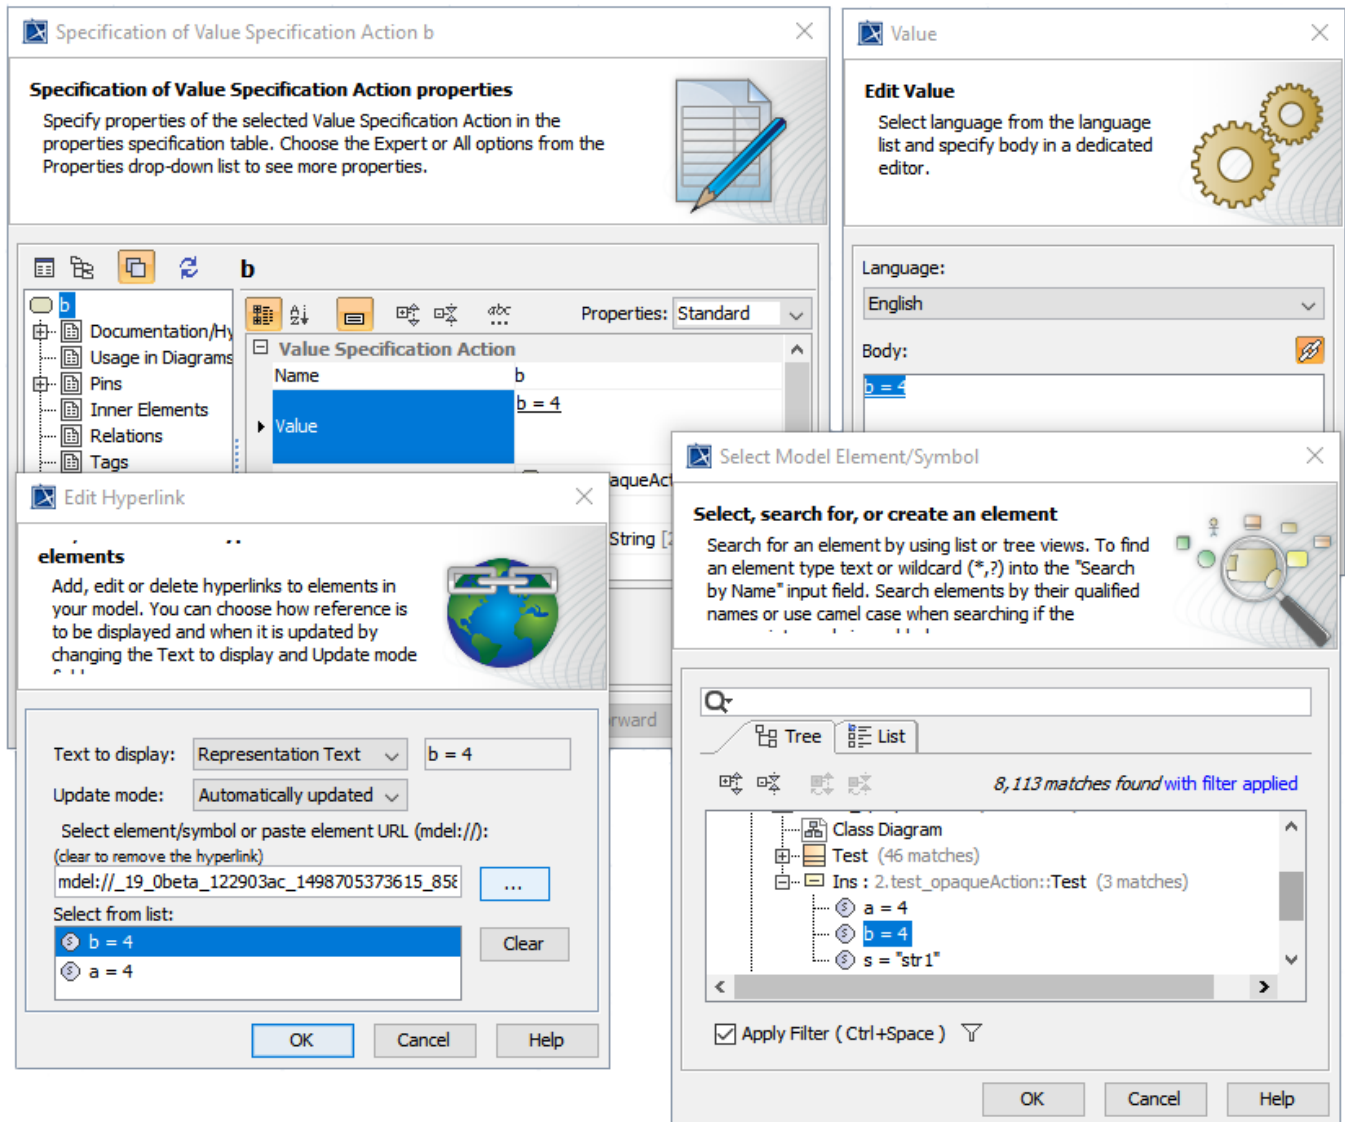 Specification of Value Specification Action b
Specification of Value Specification Action properties
Specify properties of the selected Value Specification Action in the
properties specification table. Choose the Expert or All options from the
Properties drop-down list to see more properties.
b
b
Documentation/Hy
Usage in Diagrams
Pins
Inner Elements
Relations
Tags
Properties: Standard
Value Specification Action
Name b
Value b = 4
aqueAct
String [2
rward
Value
Edit Value
Select language from the language
list and specify body in a dedicated
editor.
Language:
English
Body:
b = 4
Edit Hyperlink
elements
Add, edit or delete hyperlinks to elements in
your model. You can choose how reference is
to be displayed and when it is updated by
changing the Text to display and Update mode
Text to display: Representation Text b = 4
Update mode: Automatically updated
Select element/symbol or paste element URL (mdel://):
(clear to remove the hyperlink)
mdel://_19_0beta_122903ac_1498705373615_858
...
Select from list:
b = 4
a = 4
Clear
OK Cancel Help
Select Model Element/Symbol
Select, search for, or create an element
Search for an element by using list or tree views. To find
an element type text or wildcard (*,?) into the "Search
by Name" input field. Search elements by their qualified
names or use camel case when searching if the
Tree List
8,113 matches found with filter applied
Class Diagram
Test (46 matches)
Ins : 2.test_opaqueAction::Test (3 matches)
a = 4
b = 4
s = "str1"
Apply Filter ( Ctrl+Space )
OK Cancel Help